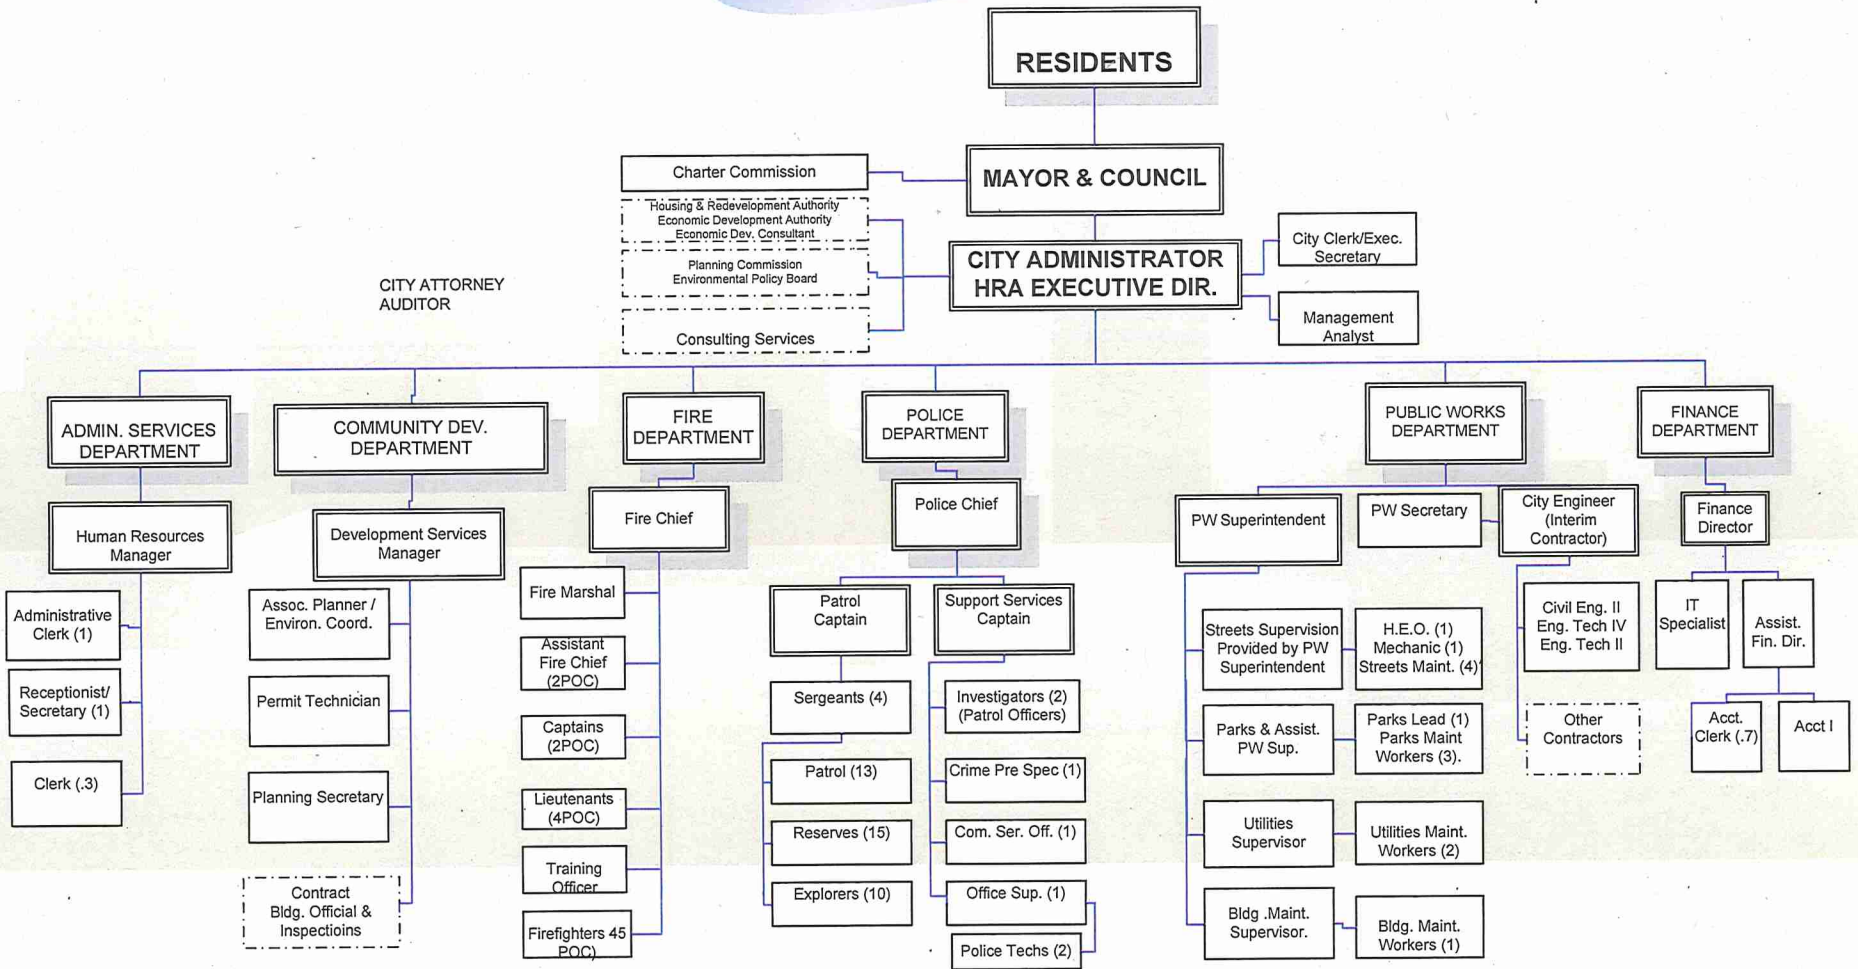 RESIDENTS
MAYOR & COUNCIL
Charter Commission
Housing & Redevelopment Authority
Economic Development Authority
Economic Dev. Consultant
Planning Commission
Environmental Policy Board
Consulting Services
CITY ADMINISTRATOR
HRA EXECUTIVE DIR.
City Clerk/Exec.
Secretary
Management
Analyst
CITY ATTORNEY
AUDITOR
ADMIN. SERVICES
DEPARTMENT
COMMUNITY DEV.
DEPARTMENT
FIRE
DEPARTMENT
POLICE
DEPARTMENT
PUBLIC WORKS
DEPARTMENT
FINANCE
DEPARTMENT
Human Resources
Manager
Administrative
Clerk (1)
Receptionist/
Secretary (1)
Clerk (.3)
Development Services
Manager
Assoc. Planner /
Environ. Coord.
Permit Technician
Planning Secretary
Contract
Bldg. Official &
Inspectioins
Fire Chief
Fire Marshal
Assistant
Fire Chief
(2POC)
Captains
(2POC)
Lieutenants
(4POC)
Training
Officer
Firefighters 45
POC)
Police Chief
Patrol
Captain
Sergeants (4)
Patrol (13)
Reserves (15)
Explorers (10)
Support Services
Captain
Investigators (2)
(Patrol Officers)
Crime Pre Spec (1)
Com. Ser. Off. (1)
Office Sup. (1)
Police Techs (2)
PW Superintendent
PW Secretary
City Engineer
(Interim
Contractor)
Streets Supervision
Provided by PW
Superintendent
H.E.O. (1)
Mechanic (1)
Streets Maint. (4)
Parks & Assist.
PW Sup.
Parks Lead (1)
Parks Maint
Workers (3).
Utilities
Supervisor
Utilities Maint.
Workers (2)
Bldg .Maint.
Supervisor.
Bldg. Maint.
Workers (1)
Civil Eng. II
Eng. Tech IV
Eng. Tech II
Other
Contractors
Finance
Director
IT
Specialist
Assist.
Fin. Dir.
Acct.
Clerk (.7)
Acct I